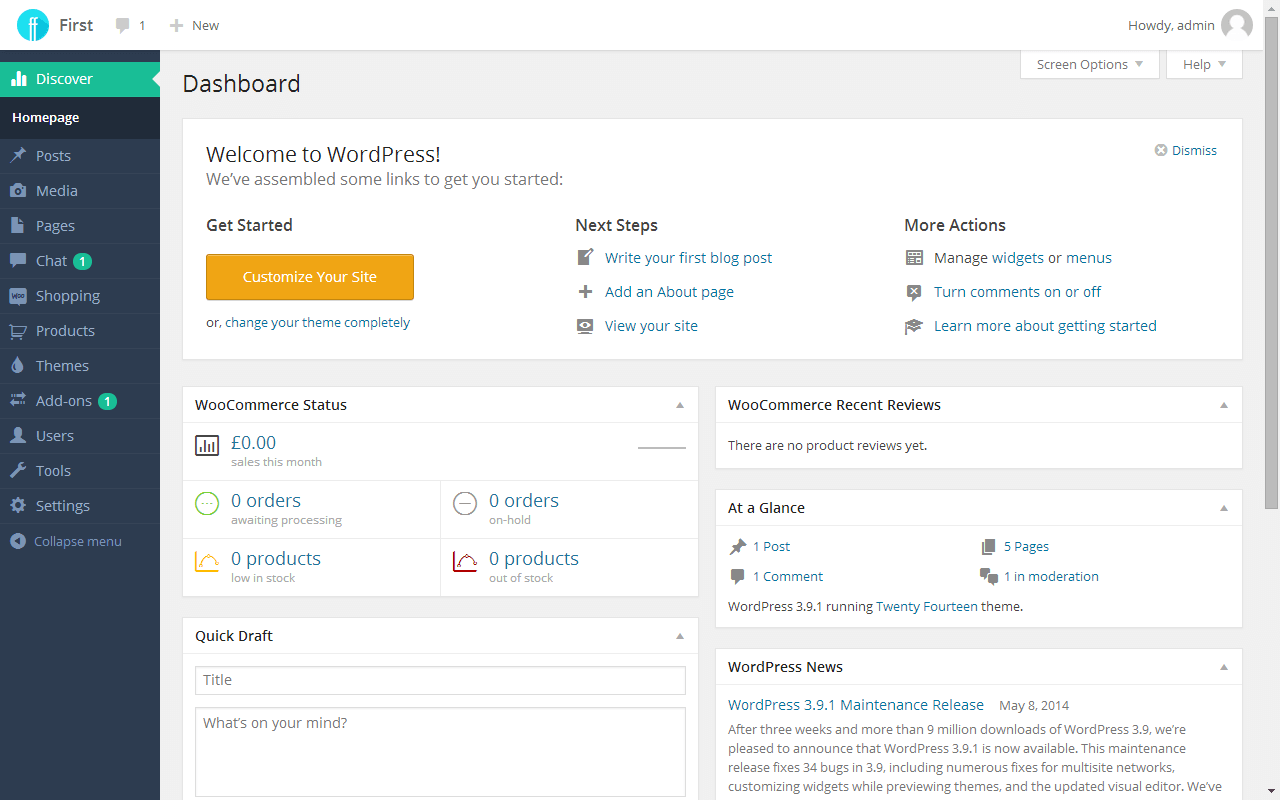 ff First 1 New Howdy, admin
Screen Options Help
Discover
Homepage
Posts
Media
Pages
Chat 1
Woo Shopping
Products
Themes
Add-ons 1
Users
Tools
Settings
Collapse menu
Dashboard
Welcome to WordPress!
We've assembled some links to get you started:
Dismiss
Get Started
Customize Your Site
or, change your theme completely
Next Steps
Write your first blog post
Add an About page
View your site
More Actions
Manage widgets or menus
Turn comments on or off
Learn more about getting started
WooCommerce Status
£0.00
sales this month
0 orders
awaiting processing
0 orders
on-hold
0 products
low in stock
0 products
out of stock
Quick Draft
Title
What's on your mind?
WooCommerce Recent Reviews
There are no product reviews yet.
At a Glance
1 Post
5 Pages
1 Comment
1 in moderation
WordPress 3.9.1 running Twenty Fourteen theme.
WordPress News
WordPress 3.9.1 Maintenance Release May 8, 2014
After three weeks and more than 9 million downloads of WordPress 3.9, we're
pleased to announce that WordPress 3.9.1 is now available. This maintenance
release fixes 34 bugs in 3.9, including numerous fixes for multisite networks,
customizing widgets while previewing themes, and the updated visual editor. We've